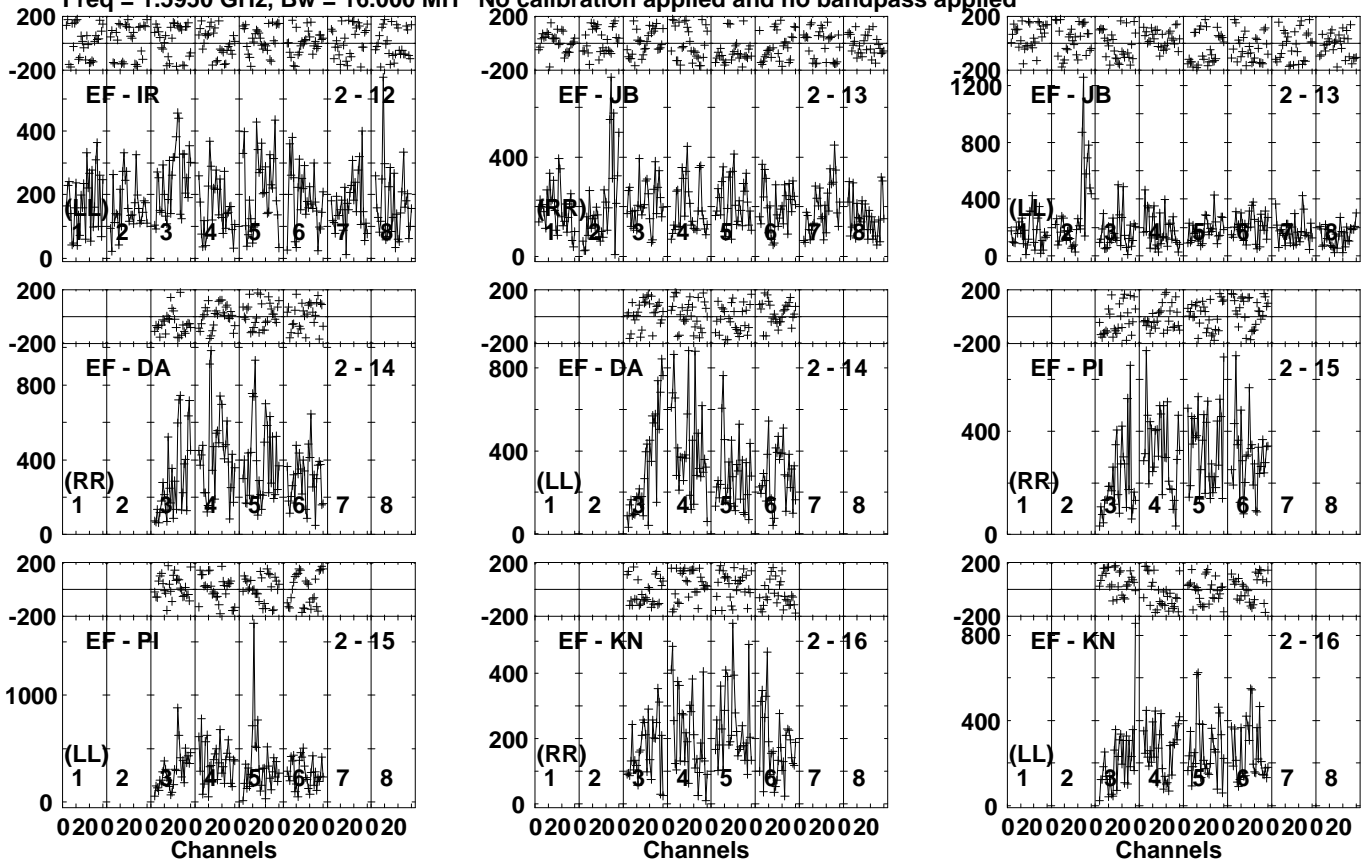 Freq = 1.5950 GHz, Bw = 16.000 MH No calibration applied and no bandpass applied
200 200 200
-200 -200 -200
EF - IR 2 - 12 EF - JB 2 - 13 EF - JB 2 - 13
1200
400 400 800
200 400
0 0 0
(LL) (RR) (LL)
1 2 3 4 5 6 7 8 1 2 3 4 5 6 7 8 1 2 3 4 5 6 7 8
200 200 200
-200 -200 -200
EF - DA 2 - 14 EF - DA 2 - 14 EF - PI 2 - 15
800 800
400 400 400
0 0 0
(RR) (LL) (RR)
1 2 3 4 5 6 7 8 1 2 3 4 5 6 7 8 1 2 3 4 5 6 7 8
200 200 200
-200 -200 -200
EF - PI 2 - 15 EF - KN 2 - 16 EF - KN 2 - 16
1000 400 800
200 400
0 0 0
(LL) (RR) (LL)
1 2 3 4 5 6 7 8 1 2 3 4 5 6 7 8 1 2 3 4 5 6 7 8
020020020020020020020020 020020020020020020020020 020020020020020020020020
Channels Channels Channels